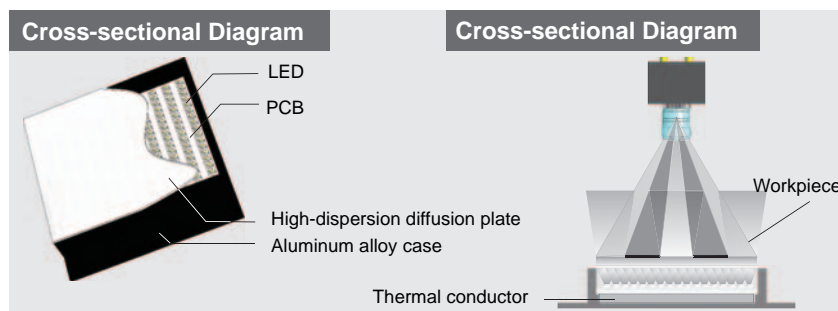 Cross-sectional Diagram
LED
PCB
High-dispersion diffusion plate
Aluminum alloy case
Cross-sectional Diagram
Workpiece
Thermal conductor